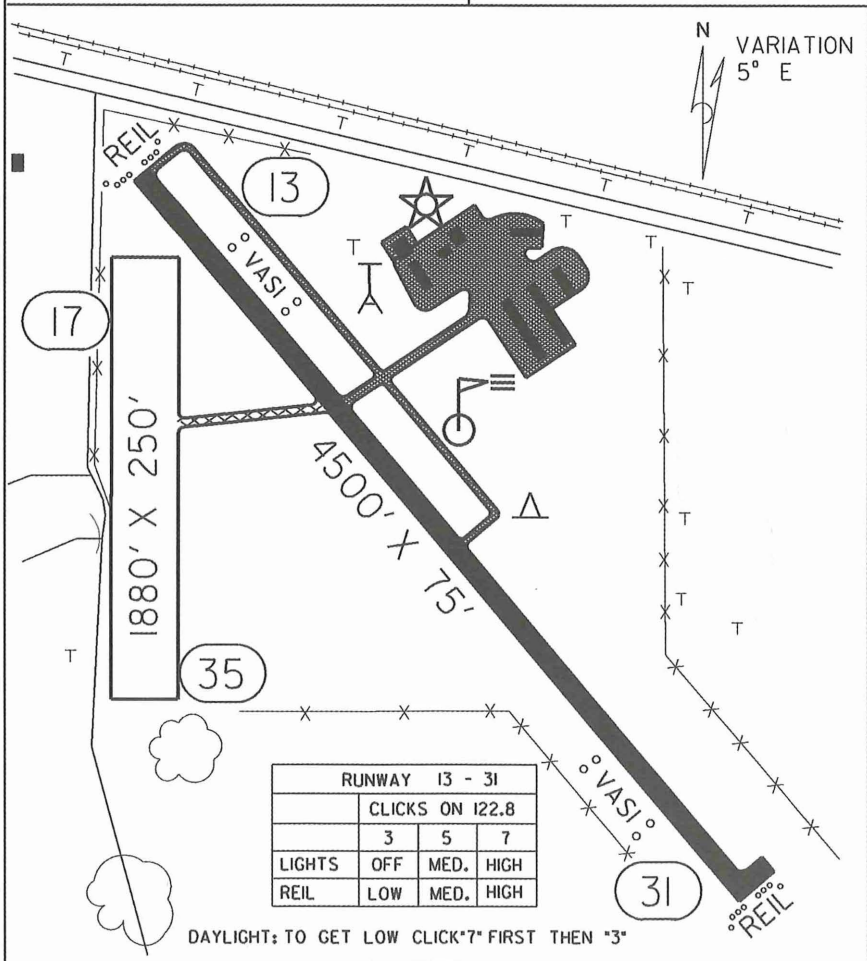 N
VARIATION
5° E
T
T
T
T
T
REIL
13
T
T
T
T
VASI
17
1880' X 250'
4500' X 75'
T
T
T
T
35
VASI
RUNWAY 13 - 31
CLICKS ON 122.8
3 5 7
LIGHTS OFF MED. HIGH
REIL LOW MED. HIGH
31
REIL
DAYLIGHT: TO GET LOW CLICK "7" FIRST THEN "3"